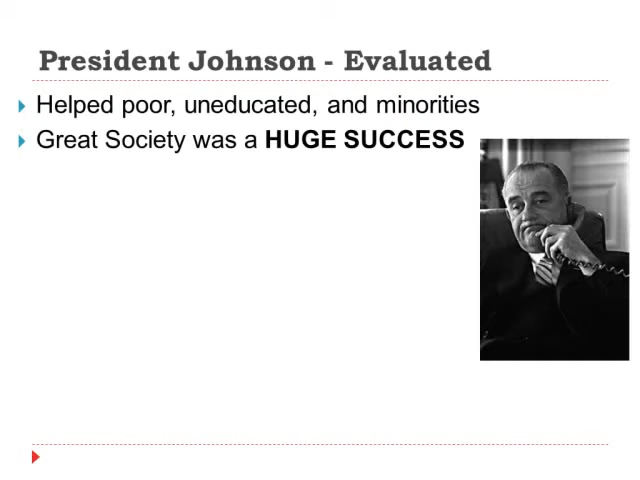 President Johnson - Evaluated
Helped poor, uneducated, and minorities
Great Society was a HUGE SUCCESS